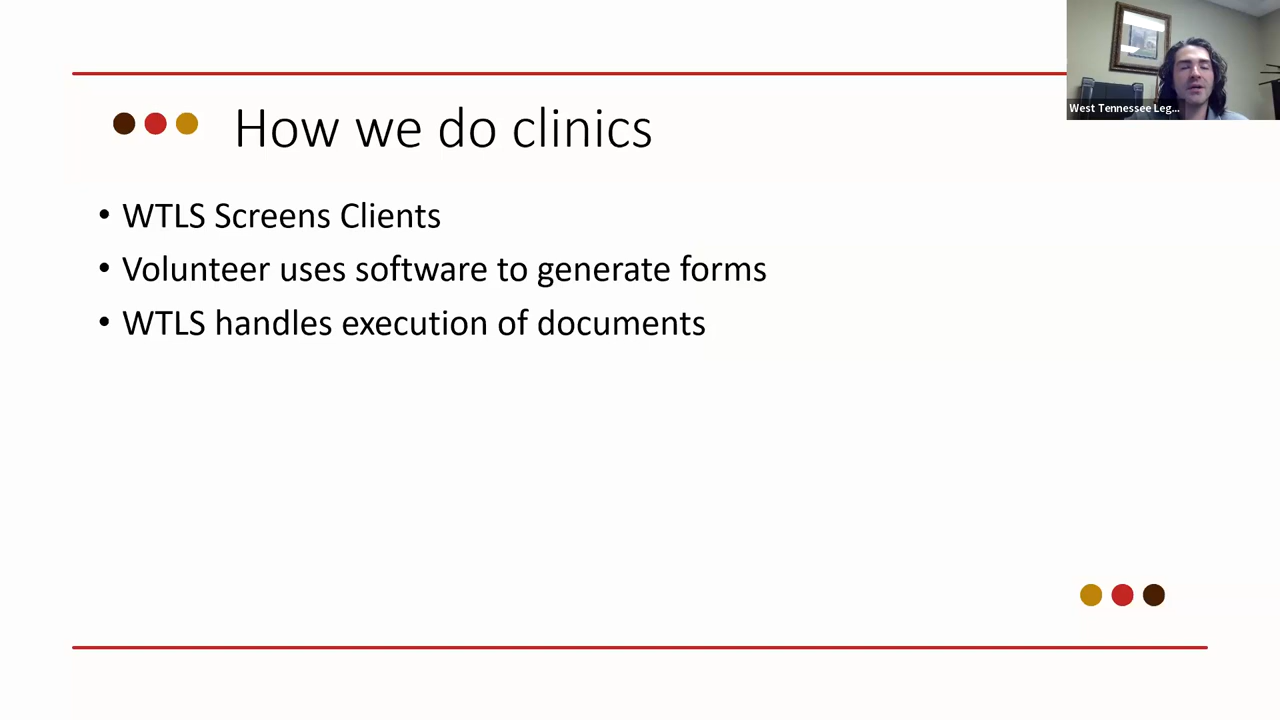 How we do clinics
• WTLS Screens Clients
• Volunteer uses software to generate forms
• WTLS handles execution of documents
West Tennessee Leg...